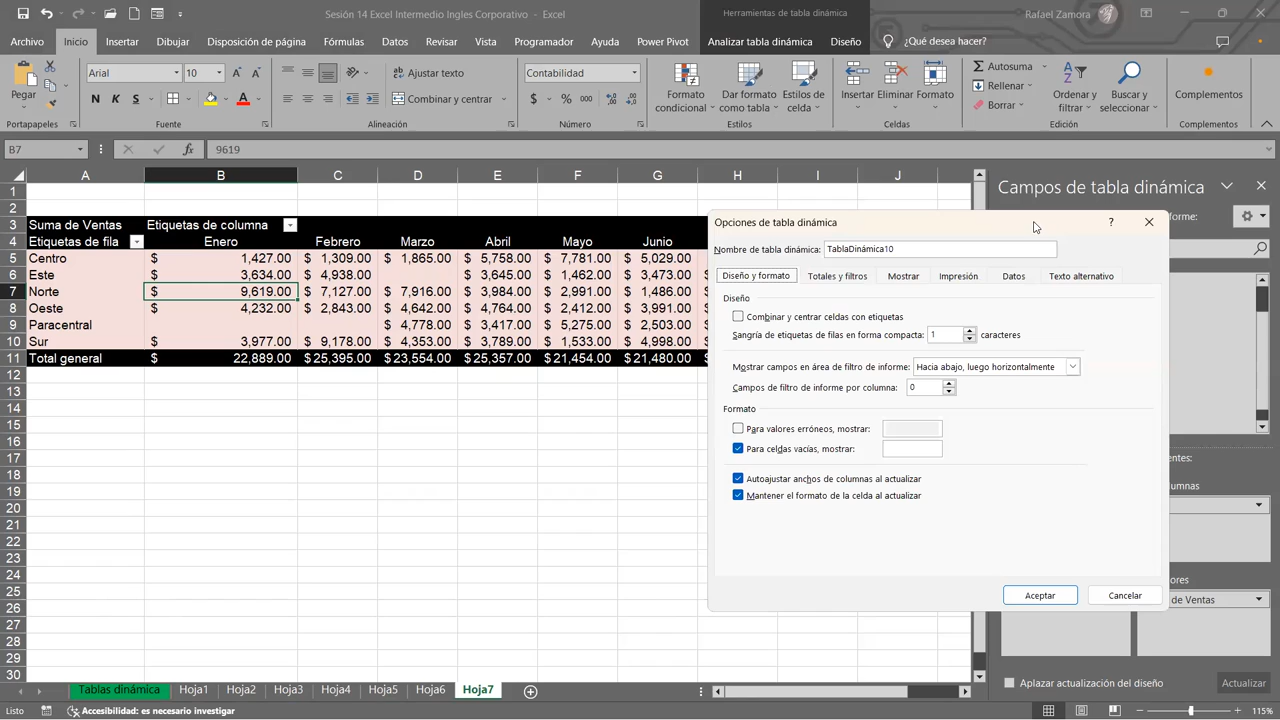 Sesión 14 Excel Intermedio Ingles Corporativo - Excel
Herramientas de tabla dinámica
Rafael Zamora
Archivo Inicio Insertar Dibujar Disposición de página Fórmulas Datos Revisar Vista Programador Ayuda Power Pivot Analizar tabla dinámica Diseño ¿Qué desea hacer?
Pegar
Arial 10
N K S
Ajustar texto
Combinar y centrar
Contabilidad
$ % 000
Formato condicional
Dar formato como tabla
Estilos de celda
Insertar Eliminar Formato
Autosuma
Rellenar
Borrar
Ordenar y filtrar
Buscar y seleccionar
Complementos
Portapapeles Fuente Alineación Número Estilos Celdas Edición Complementos
B7 fx 9619
A B C D E F G H I J
1
2
3 Suma de Ventas Etiquetas de columna
4 Etiquetas de fila Enero Febrero Marzo Abril Mayo Junio
5 Centro $ 1,427.00 $ 1,309.00 $ 1,865.00 $ 5,758.00 $ 7,781.00 $ 5,029.00
6 Este $ 3,634.00 $ 4,938.00 $ 3,645.00 $ 1,462.00 $ 3,473.00
7 Norte $ 9,619.00 $ 7,127.00 $ 7,916.00 $ 3,984.00 $ 2,991.00 $ 1,486.00
8 Oeste $ 4,232.00 $ 2,843.00 $ 4,642.00 $ 4,764.00 $ 2,412.00 $ 3,991.00
9 Paracentral $ 4,778.00 $ 3,417.00 $ 5,275.00 $ 2,503.00
10 Sur $ 3,977.00 $ 9,178.00 $ 4,353.00 $ 3,789.00 $ 1,533.00 $ 4,998.00
11 Total general $ 22,889.00 $ 25,395.00 $ 23,554.00 $ 25,357.00 $ 21,454.00 $ 21,480.00
12
13
14
15
16
17
18
19
20
21
22
23
24
25
26
27
28
29
30
Campos de tabla dinámica
Opciones de tabla dinámica ?
Nombre de tabla dinámica: TablaDinámica10
Diseño y formato Totales y filtros Mostrar Impresión Datos Texto alternativo
Diseño
Combinar y centrar celdas con etiquetas
Sangría de etiquetas de filas en forma compacta: 1 caracteres
Mostrar campos en área de filtro de informe: Hacia abajo, luego horizontalmente
Campos de filtro de informe por columna: 0
Formato
Para valores erróneos, mostrar:
Para celdas vacías, mostrar:
Autoajustar anchos de columnas al actualizar
Mantener el formato de la celda al actualizar
Aceptar Cancelar
forme:
entes:
umnas
ores
de Ventas
Aplazar actualización del diseño Actualizar
Tablas dinámica Hoja1 Hoja2 Hoja3 Hoja4 Hoja5 Hoja6 Hoja7
Listo Accesibilidad: es necesario investigar 115%